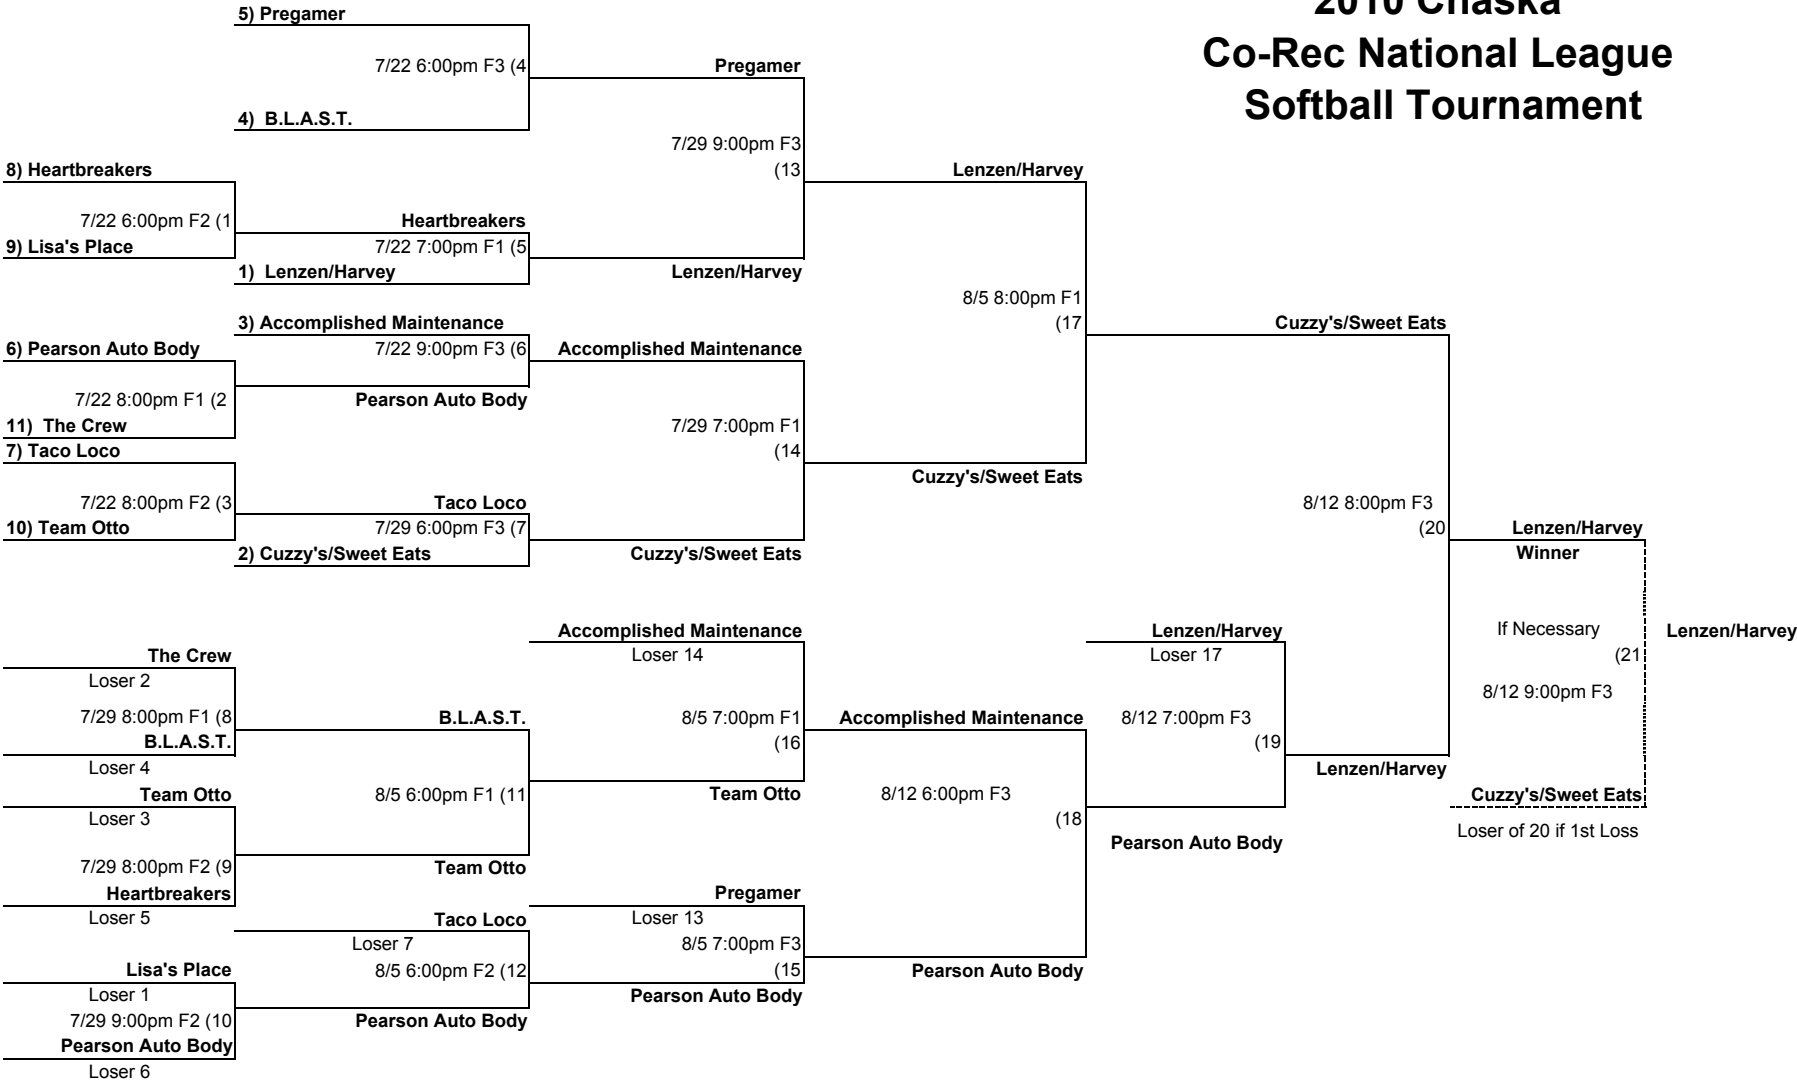 2010 Chaska
Co-Rec National League
Softball Tournament
5) Pregamer
7/22 6:00pm F3 (4
Pregamer
4) B.L.A.S.T.
7/29 9:00pm F3
(13
8) Heartbreakers
Lenzen/Harvey
7/22 6:00pm F2 (1
Heartbreakers
9) Lisa's Place
7/22 7:00pm F1 (5
1) Lenzen/Harvey
Lenzen/Harvey
8/5 8:00pm F1
(17
3) Accomplished Maintenance
Cuzzy's/Sweet Eats
6) Pearson Auto Body
7/22 9:00pm F3 (6
Accomplished Maintenance
7/22 8:00pm F1 (2
Pearson Auto Body
11) The Crew
7/29 7:00pm F1
(14
7) Taco Loco
Cuzzy's/Sweet Eats
7/22 8:00pm F2 (3
Taco Loco
8/12 8:00pm F3
(20
10) Team Otto
7/29 6:00pm F3 (7
Lenzen/Harvey
2) Cuzzy's/Sweet Eats
Cuzzy's/Sweet Eats
Winner
Accomplished Maintenance
Lenzen/Harvey
If Necessary
Lenzen/Harvey
The Crew
Loser 14
Loser 17
(21
Loser 2
8/12 9:00pm F3
7/29 8:00pm F1 (8
B.L.A.S.T.
8/5 7:00pm F1
Accomplished Maintenance
8/12 7:00pm F3
B.L.A.S.T.
(16
(19
Loser 4
Lenzen/Harvey
Team Otto
8/5 6:00pm F1 (11
Team Otto
8/12 6:00pm F3
Cuzzy's/Sweet Eats
Loser 3
(18
Loser of 20 if 1st Loss
Pearson Auto Body
7/29 8:00pm F2 (9
Team Otto
Heartbreakers
Pregamer
Loser 5
Taco Loco
Loser 13
Loser 7
8/5 7:00pm F3
Lisa's Place
8/5 6:00pm F2 (12
(15
Pearson Auto Body
Loser 1
Pearson Auto Body
7/29 9:00pm F2 (10
Pearson Auto Body
Pearson Auto Body
Loser 6